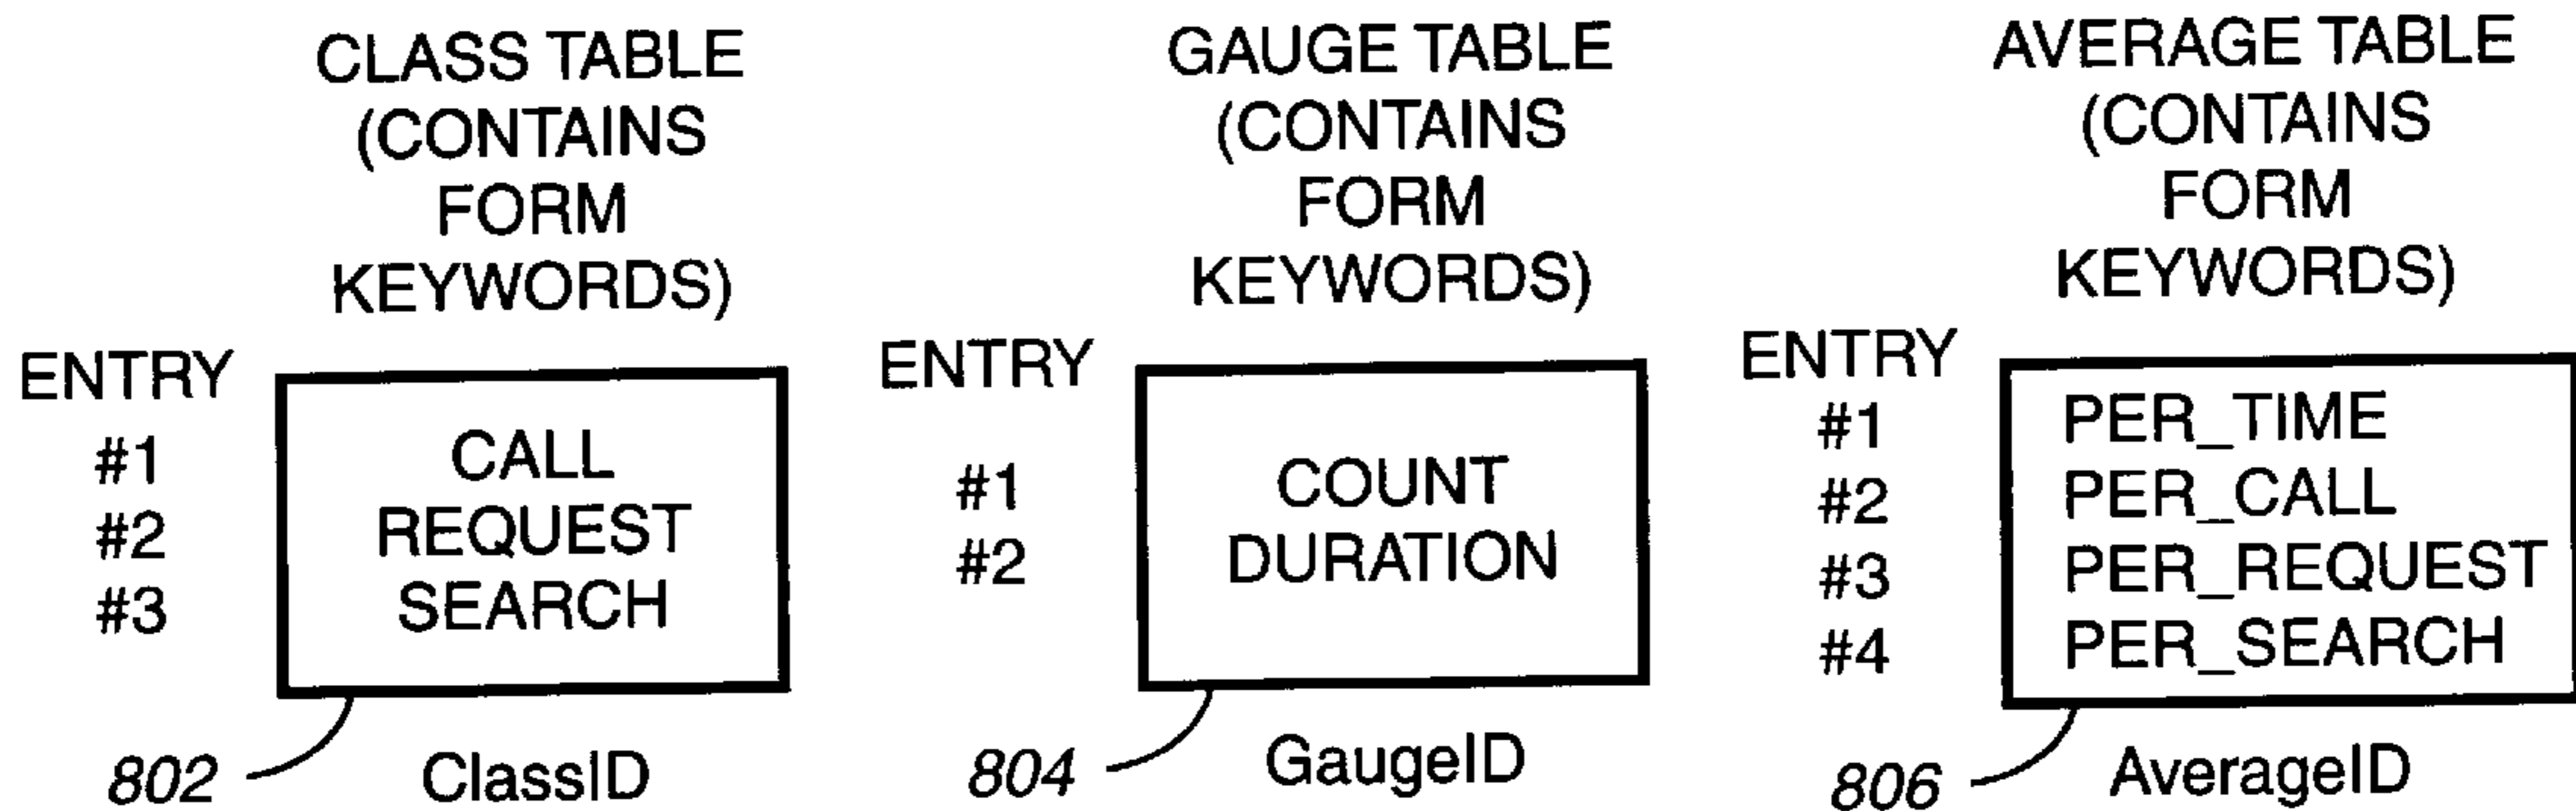 CLASS TABLE
(CONTAINS
FORM
KEYWORDS)
ENTRY
#1 CALL
#2 REQUEST
#3 SEARCH
802 ClassID
GAUGE TABLE
(CONTAINS
FORM
KEYWORDS)
ENTRY
#1 COUNT
#2 DURATION
804 GaugeID
AVERAGE TABLE
(CONTAINS
FORM
KEYWORDS)
ENTRY
#1 PER_TIME
#2 PER_CALL
#3 PER_REQUEST
#4 PER_SEARCH
806 AverageID